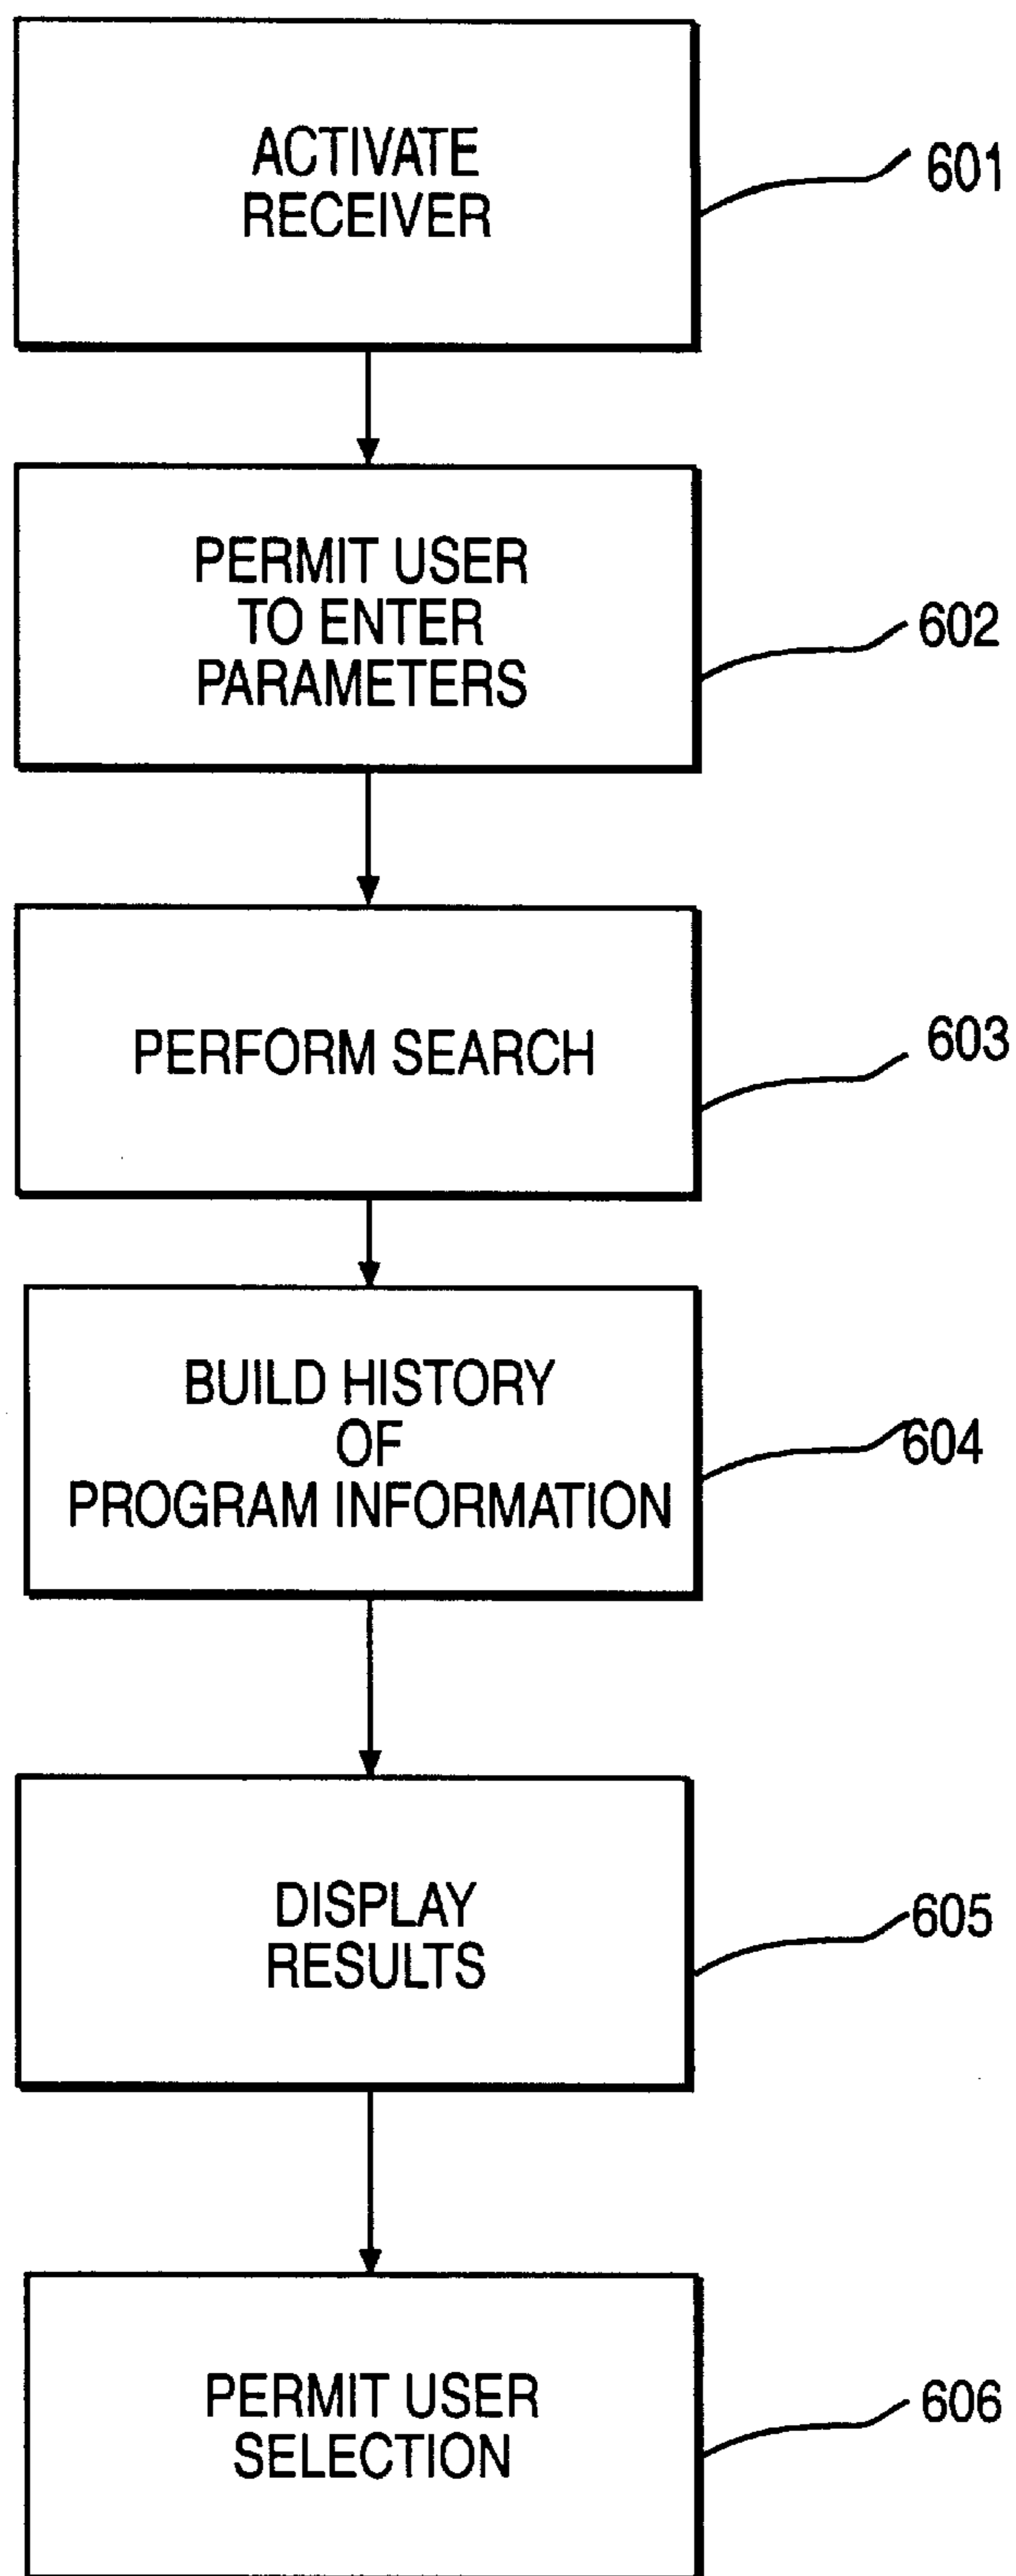 ACTIVATE
RECEIVER
601
PERMIT USER
TO ENTER
PARAMETERS
602
PERFORM SEARCH
603
BUILD HISTORY
OF
PROGRAM INFORMATION
604
DISPLAY
RESULTS
605
PERMIT USER
SELECTION
606